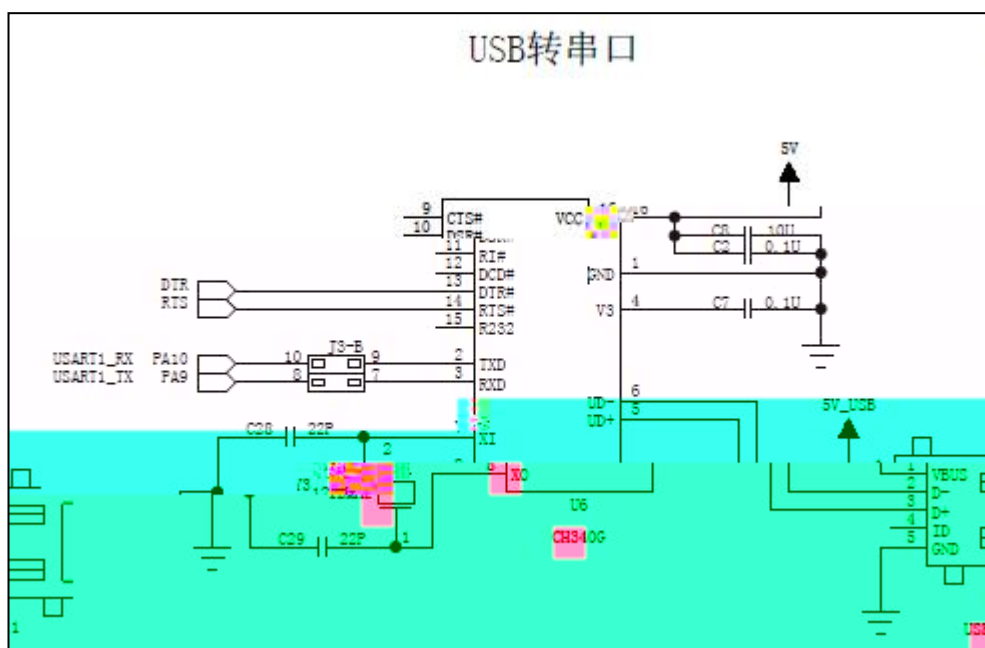 USB转串口
5V
9 CTS# VCC
10
C8 10U
11 C2 0.1U
RI#
12 DCD# GND 1
13 DTR DTR#
14 RTS RTS# V3 4 C7 0.1U
15 R232
J3-B
USART1_RX PA10 10 9 2 TXD
USART1_TX PA9 8 7 3 RXD
UD- 6
UD+ 5
5V_USB
C28 22P XI
2
XO
1 VBUS
2 D-
3 D+
4 ID
5 GND
U6
CH340G
C29 22P 1
1